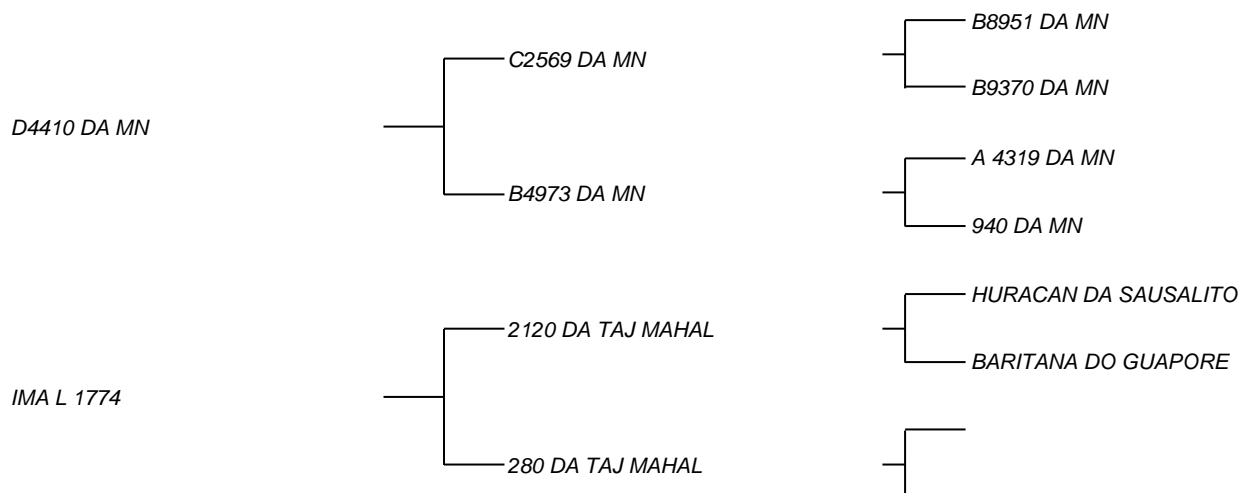 B8951 DA MN
C2569 DA MN
B9370 DA MN
D4410 DA MN
A 4319 DA MN
B4973 DA MN
940 DA MN
HURACAN DA SAUSALITO
2120 DA TAJ MAHAL
BARITANA DO GUAPORE
IMA L 1774
280 DA TAJ MAHAL